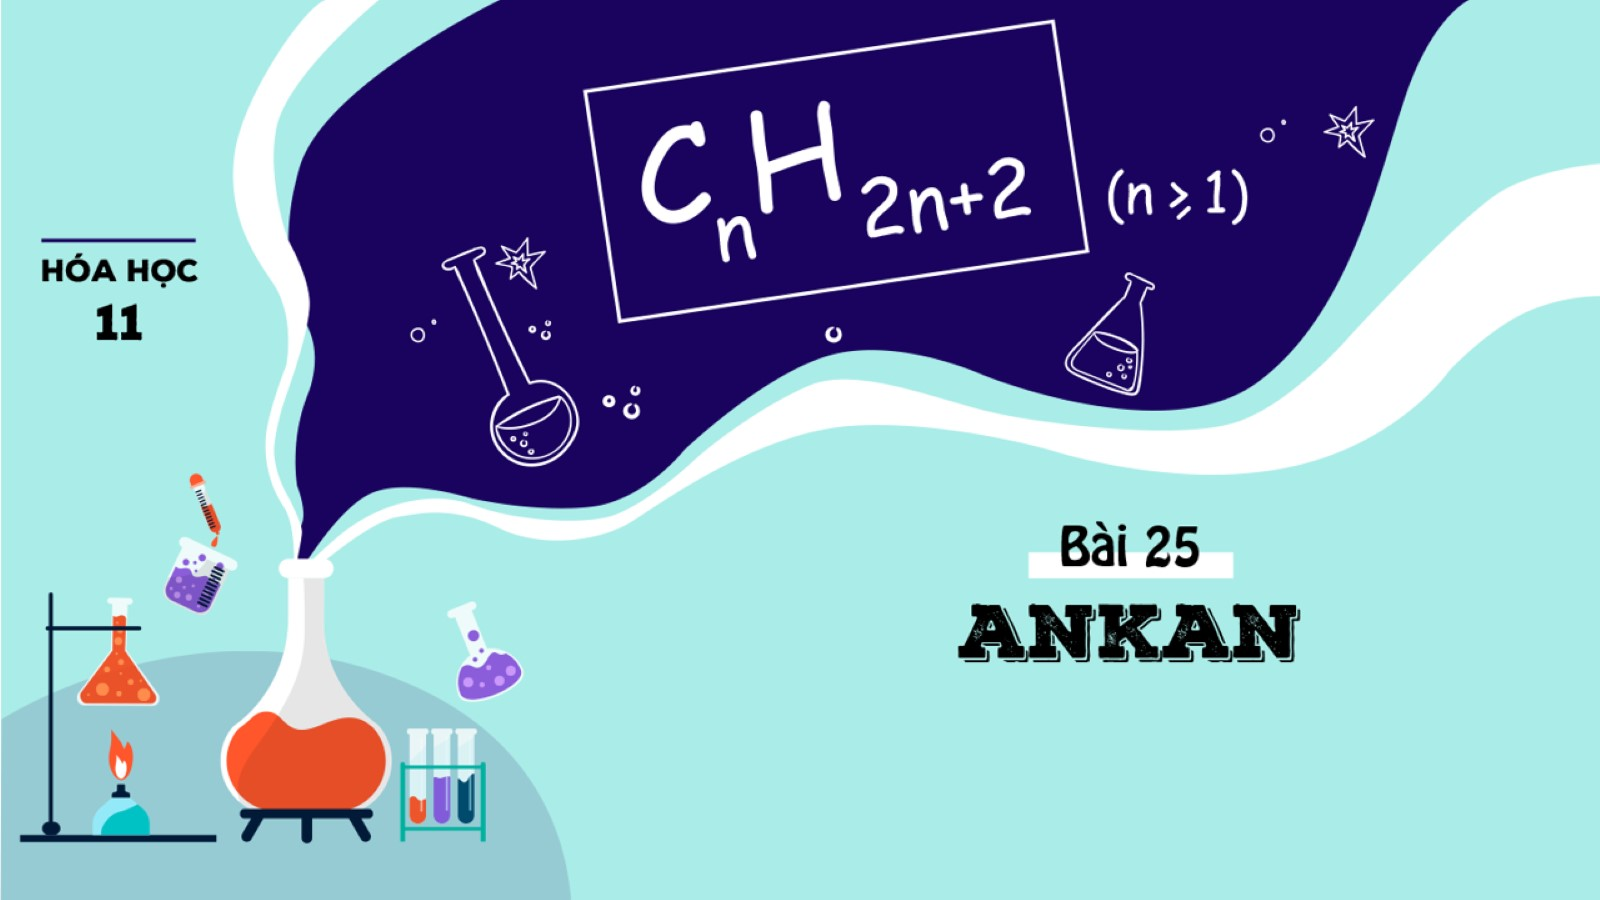 CnH2n+2 (n ⩾ 1)
HÓA HỌC
11
Bài 25
ANKAN